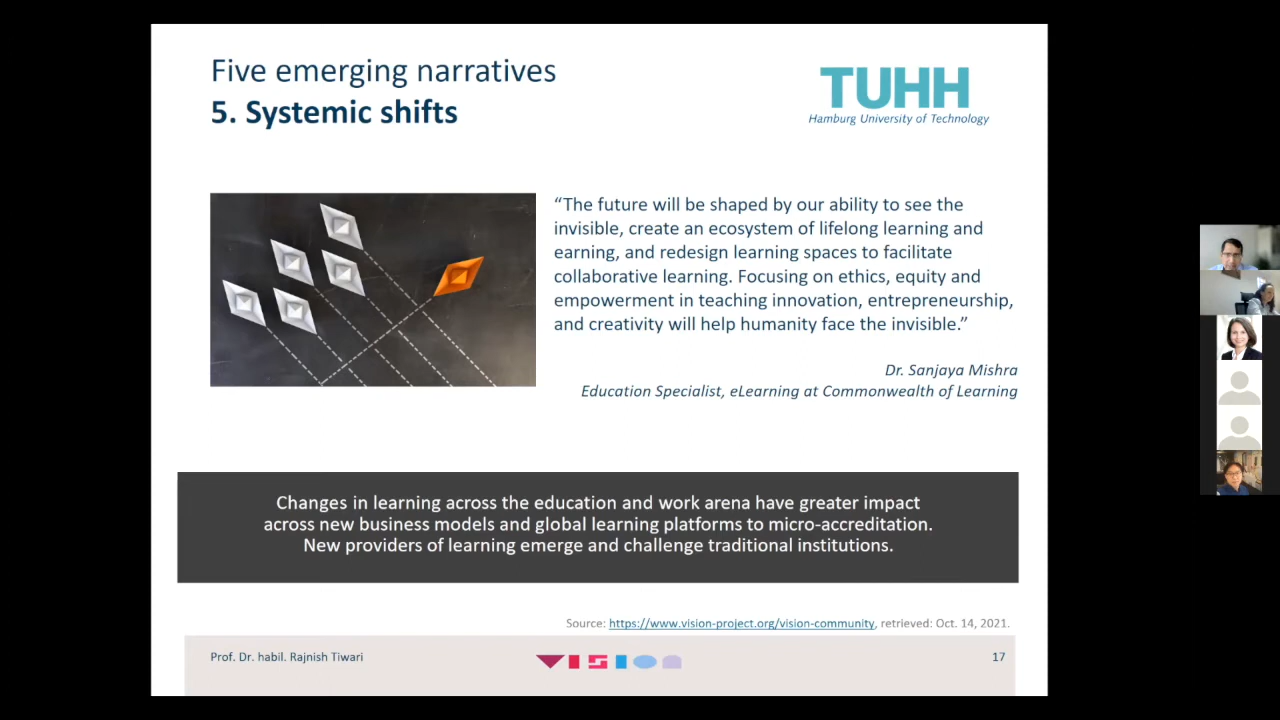 Five emerging narratives
5. Systemic shifts
TUHH
Hamburg University of Technology
“The future will be shaped by our ability to see the
invisible, create an ecosystem of lifelong learning and
earning, and redesign learning spaces to facilitate
collaborative learning. Focusing on ethics, equity and
empowerment in teaching innovation, entrepreneurship,
and creativity will help humanity face the invisible.”
Dr. Sanjaya Mishra
Education Specialist, eLearning at Commonwealth of Learning
Changes in learning across the education and work arena have greater impact
across new business models and global learning platforms to micro-accreditation.
New providers of learning emerge and challenge traditional institutions.
Source: https://www.vision-project.org/vision-community, retrieved: Oct. 14, 2021.
Prof. Dr. habil. Rajnish Tiwari
VISION
17